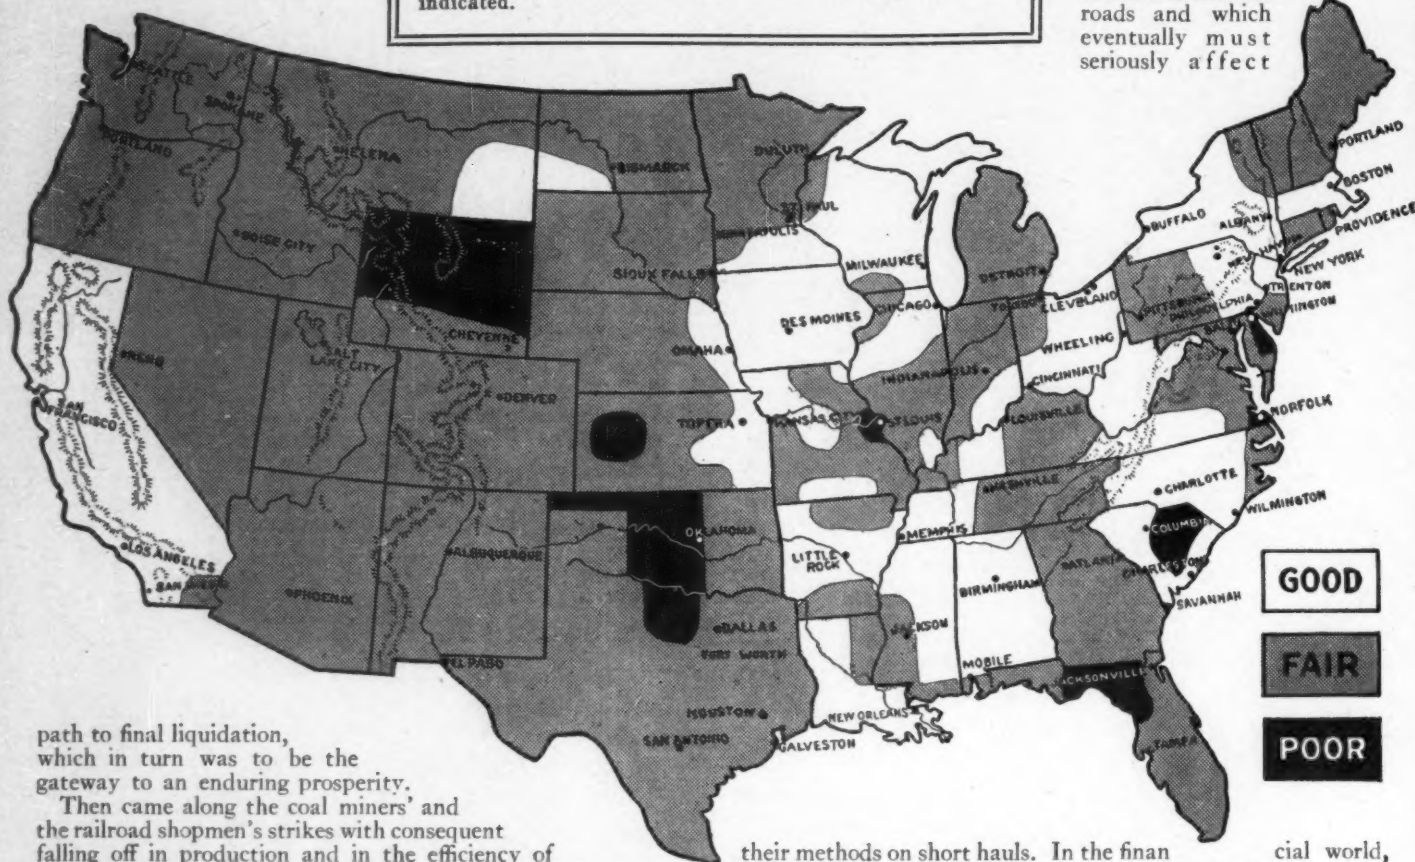 indicated.
roads and which
eventually must
seriously affect
SEATTLE
SPOKANE
PORTLAND
HELENA
BISMARCK
DULUTH
ST. PAUL
MINNEAPOLIS
BOISE CITY
SIOUX FALLS
MILWAUKEE
DETROIT
BUFFALO
ALBANY
PORTLAND
BOSTON
PROVIDENCE
NEW HAVEN
NEW YORK
TRENTON
CHEYENNE
DES MOINES
CHICAGO
TOLEDO
CLEVELAND
PITTSBURGH
RENO
SALT
LAKE CITY
OMAHA
WHEELING
DENVER
INDIANAPOLIS
CINCINNATI
SAN
FRANCISCO
TOPEKA
KANSAS CITY
ST. LOUIS
LOUISVILLE
NORFOLK
NASHVILLE
CHARLOTTE
WILMINGTON
LOS ANGELES
ALBUQUERQUE
OKLAHOMA
MEMPHIS
COLUMBIA
LITTLE
ROCK
ATLANTA
CHARLESTON
SAN DIEGO
PHOENIX
BIRMINGHAM
SAVANNAH
DALLAS
FORT WORTH
JACKSON
EL PASO
MOBILE
JACKSONVILLE
HOUSTON
NEW ORLEANS
SAN ANTONIO
GALVESTON
TAMPA
GOOD
FAIR
POOR
path to final liquidation,
which in turn was to be the
gateway to an enduring prosperity.
Then came along the coal miners' and
the railroad shopmen's strikes with consequent
falling off in production and in the efficiency of
their methods on short hauls. In the finan cial world,